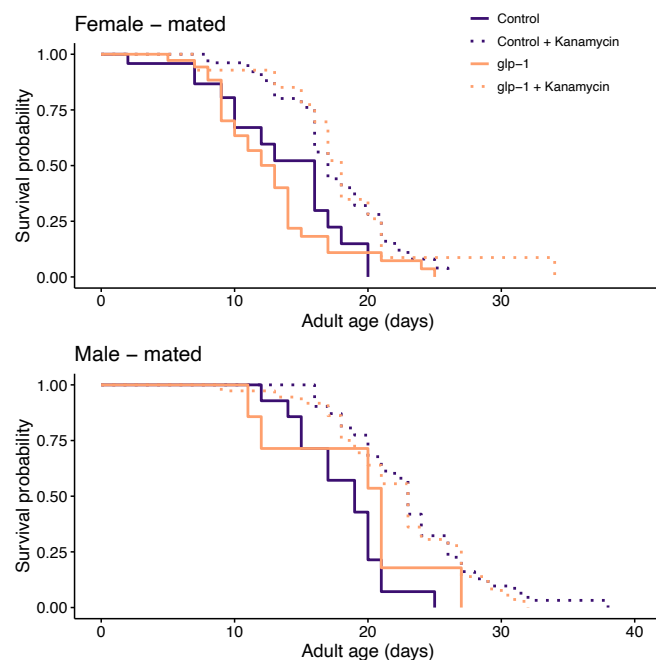 Female – mated
Control
Control + Kanamycin
glp−1
glp−1 + Kanamycin
Survival probability
1.00
0.75
0.50
0.25
0.00
0
10
20
30
Adult age (days)
Male – mated
Survival probability
1.00
0.75
0.50
0.25
0.00
0
10
20
30
40
Adult age (days)